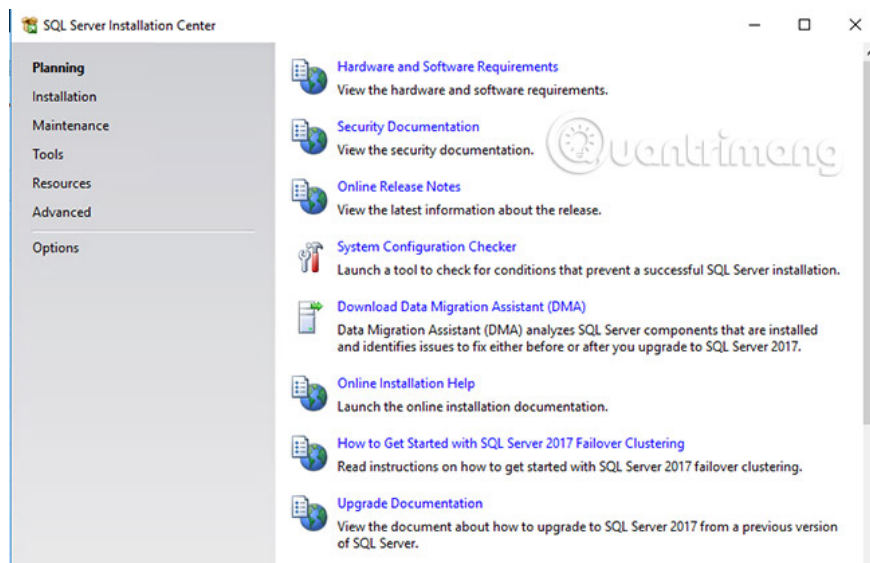 SQL Server Installation Center
Planning
Installation
Maintenance
Tools
Resources
Advanced
Options
Hardware and Software Requirements
View the hardware and software requirements.
Security Documentation
View the security documentation.
Online Release Notes
View the latest information about the release.
System Configuration Checker
Launch a tool to check for conditions that prevent a successful SQL Server installation.
Download Data Migration Assistant (DMA)
Data Migration Assistant (DMA) analyzes SQL Server components that are installed
and identifies issues to fix either before or after you upgrade to SQL Server 2017.
Online Installation Help
Launch the online installation documentation.
How to Get Started with SQL Server 2017 Failover Clustering
Read instructions on how to get started with SQL Server 2017 failover clustering.
Upgrade Documentation
View the document about how to upgrade to SQL Server 2017 from a previous version
of SQL Server.
Quantrimang